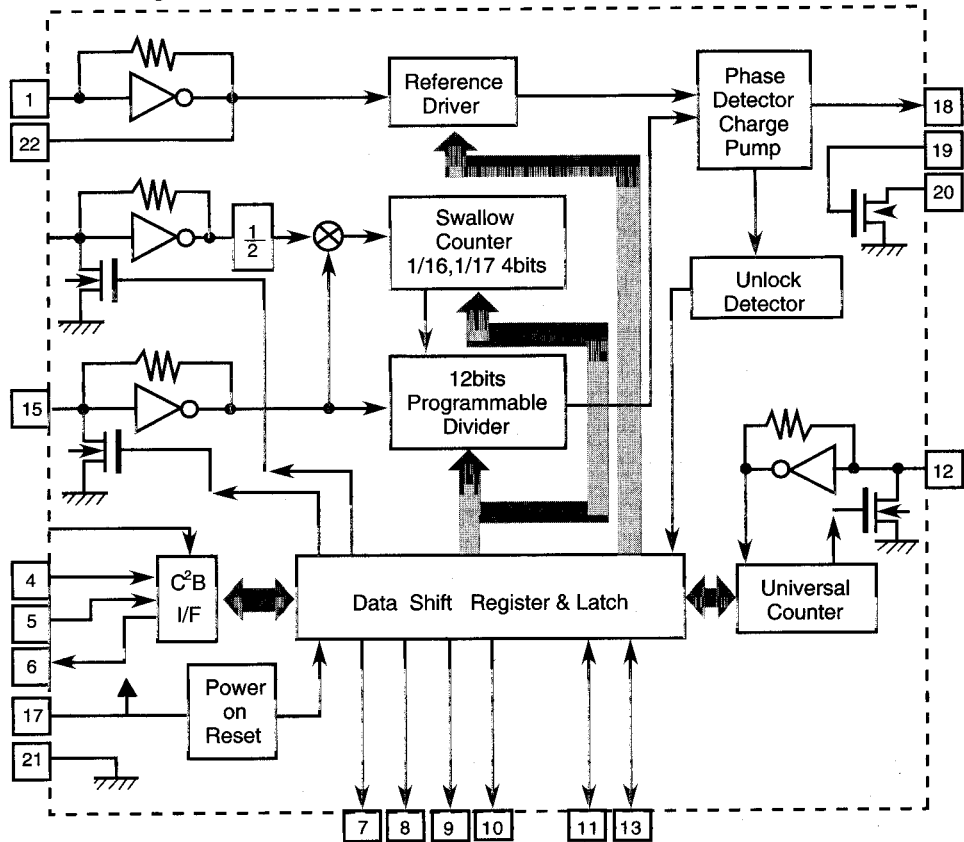 1
22
15
4
5
6
17
21
Reference
Driver
Phase
Detector
Charge
Pump
18
19
20
1
2
Swallow
Counter
1/16,1/17 4bits
Unlock
Detector
12bits
Programmable
Divider
12
C²B
I/F
Data Shift Register & Latch
Universal
Counter
Power
on
Reset
7
8
9
10
11
13